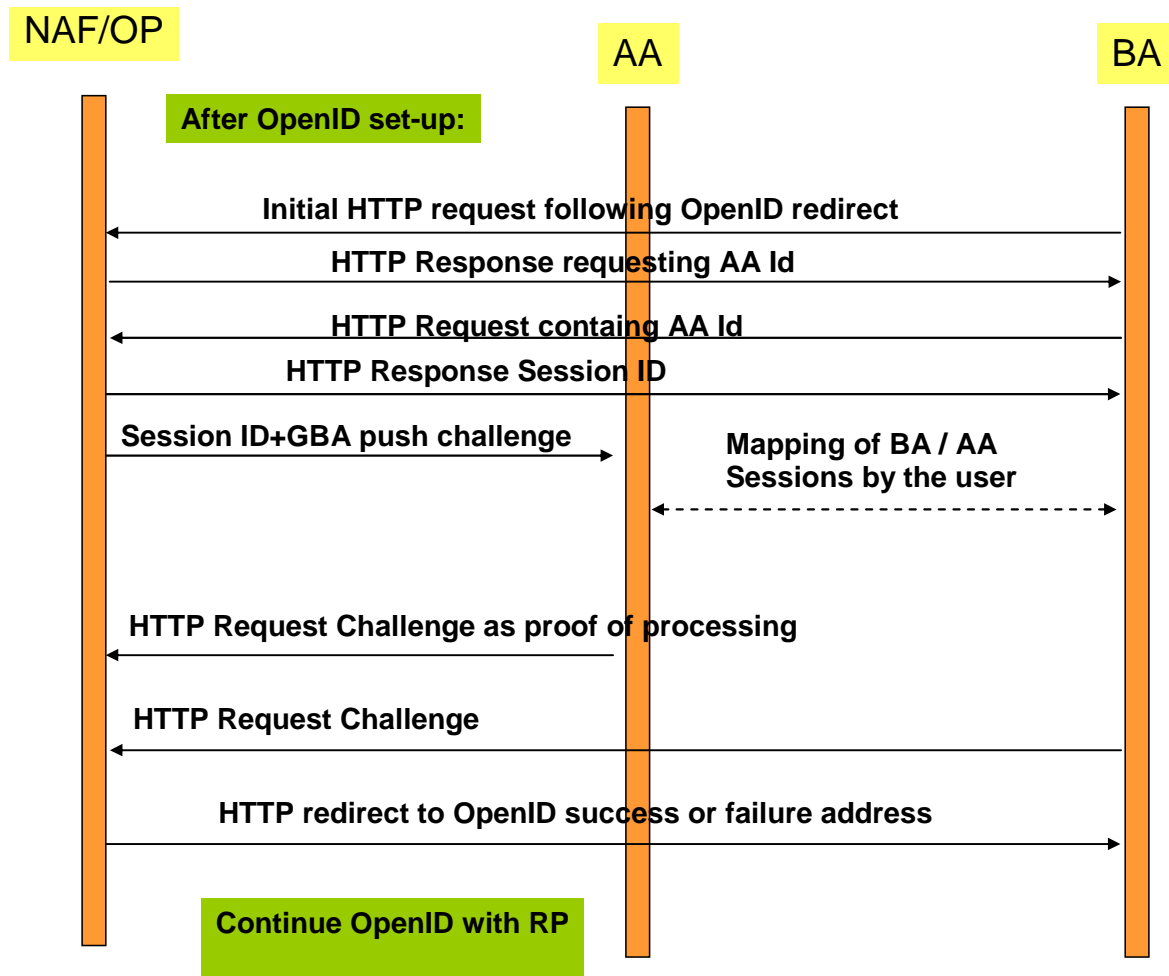 NAF/OP
AA
BA
After OpenID set-up:
Initial HTTP request following OpenID redirect
HTTP Response requesting AA Id
HTTP Request containg AA Id
HTTP Response Session ID
Session ID+GBA push challenge
Mapping of BA / AA
Sessions by the user
HTTP Request Challenge as proof of processing
HTTP Request Challenge
HTTP redirect to OpenID success or failure address
Continue OpenID with RP